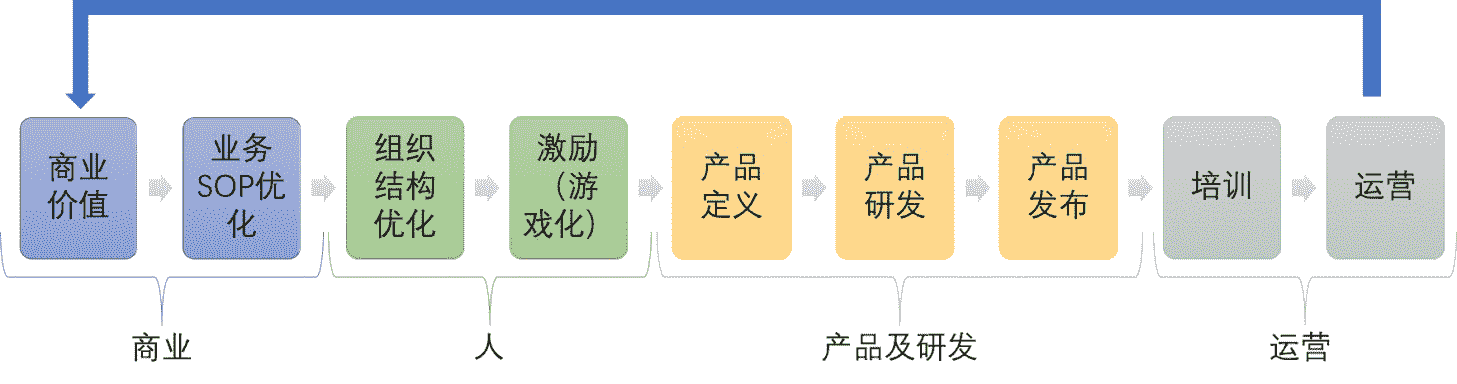 商业
价值
业务
SOP优
化
组织
结构
优化
激励
（游
戏化）
产品
定义
产品
研发
产品
发布
培训
运营
商业
人
产品及研发
运营